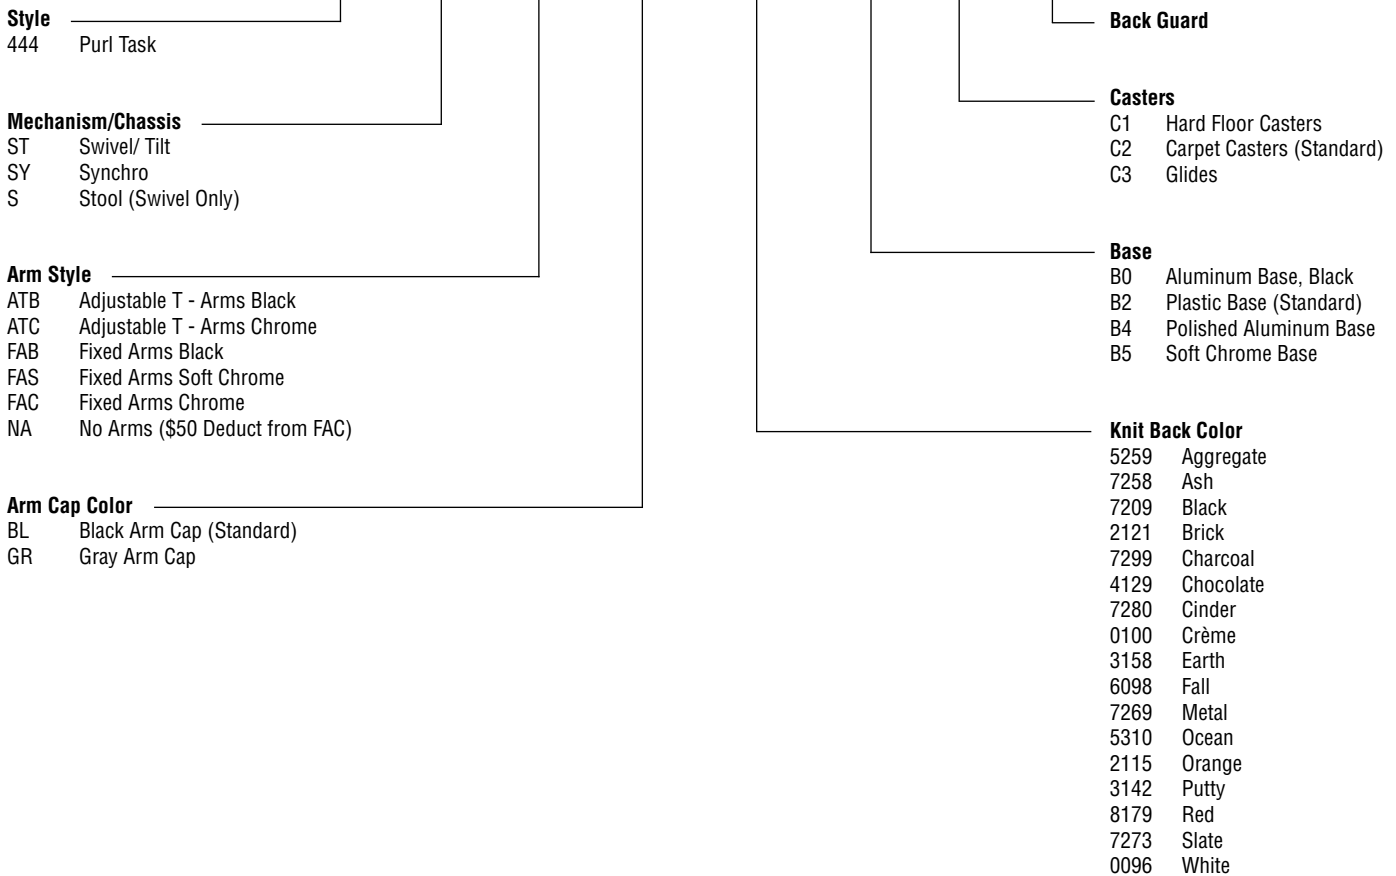 Style
444 Purl Task
Mechanism/Chassis
ST Swivel/ Tilt
SY Synchro
S Stool (Swivel Only)
Arm Style
ATB Adjustable T - Arms Black
ATC Adjustable T - Arms Chrome
FAB Fixed Arms Black
FAS Fixed Arms Soft Chrome
FAC Fixed Arms Chrome
NA No Arms ($50 Deduct from FAC)
Arm Cap Color
BL Black Arm Cap (Standard)
GR Gray Arm Cap
Back Guard
Casters
C1 Hard Floor Casters
C2 Carpet Casters (Standard)
C3 Glides
Base
B0 Aluminum Base, Black
B2 Plastic Base (Standard)
B4 Polished Aluminum Base
B5 Soft Chrome Base
Knit Back Color
5259 Aggregate
7258 Ash
7209 Black
2121 Brick
7299 Charcoal
4129 Chocolate
7280 Cinder
0100 Crème
3158 Earth
6098 Fall
7269 Metal
5310 Ocean
2115 Orange
3142 Putty
8179 Red
7273 Slate
0096 White